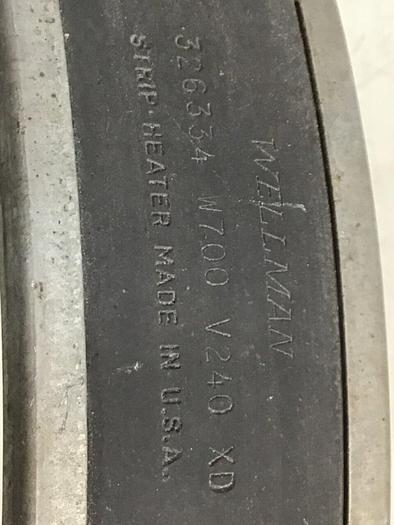 WELLMAN
326334 W700 V240 XD
STRIP·HEATER MADE IN U.S.A.